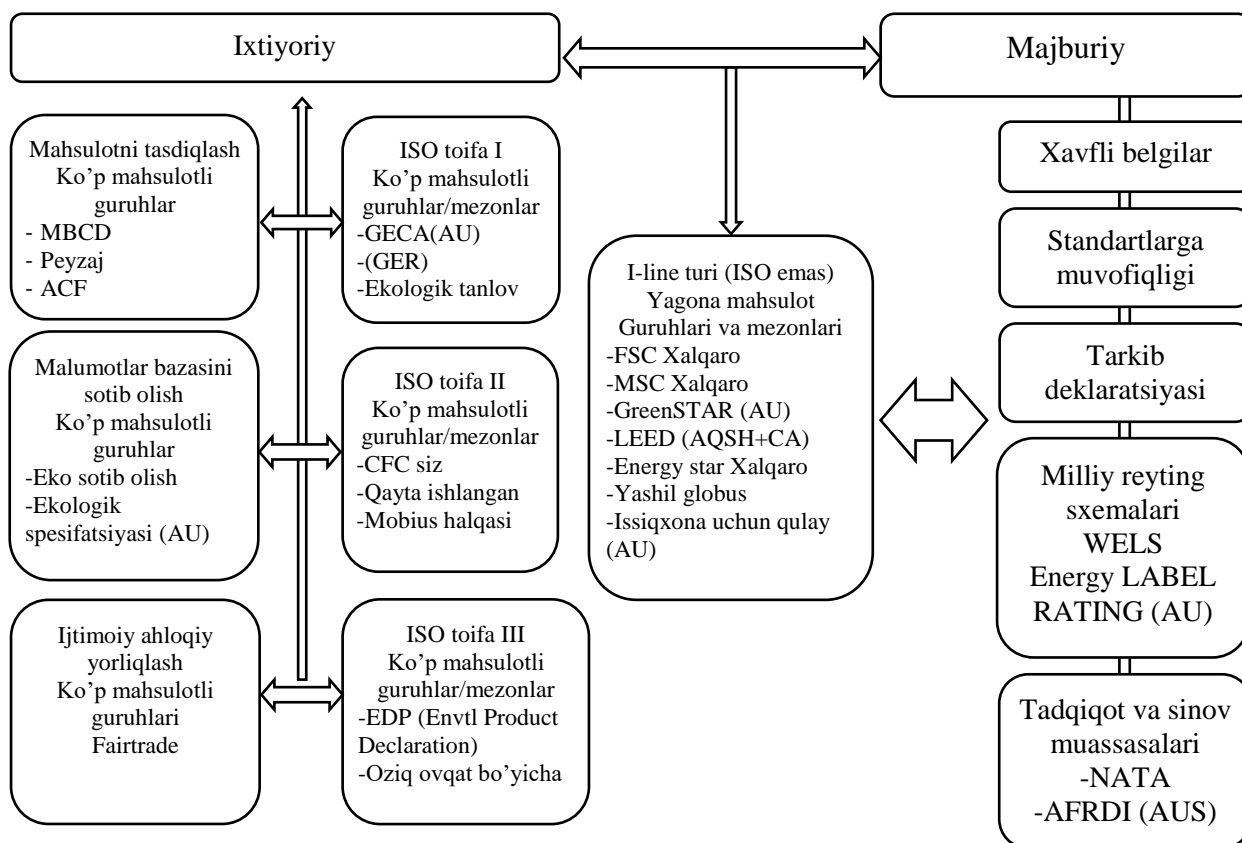 Ixtiyoriy
Majburiy
Mahsulotni tasdiqlash
Ko’p mahsulotli
guruhlar
- MBCD
- Peyzaj
- ACF
ISO toifa I
Ko’p mahsulotli
guruhlar/mezonlar
-GECA(AU)
-(GER)
-Ekologik tanlov
Malumotlar bazasini
sotib olish
Ko’p mahsulotli
guruhlar
-Eko sotib olish
-Ekologik
spesifatsiyasi (AU)
ISO toifa II
Ko’p mahsulotli
guruhlar/mezonlar
-CFC siz
-Qayta ishlangan
-Mobius halqasi
Ijtimoiy ahloqiy
yorliqlash
Ko’p mahsulotli
guruhlari
Fairtrade
ISO toifa III
Ko’p mahsulotli
guruhlar/mezonlar
-EDP (Envtl Product
Declaration)
-Oziq ovqat bo’yicha
I-line turi (ISO emas)
Yagona mahsulot
Guruhlari va mezonlari
-FSC Xalqaro
-MSC Xalqaro
-GreenSTAR (AU)
-LEED (AQSH+CA)
-Energy star Xalqaro
-Yashil globus
-Issiqxona uchun qulay
(AU)
Xavfli belgilar
Standartlarga
muvofiqligi
Tarkib
deklaratsiyasi
Milliy reyting
sxemalari
WELS
Energy LABEL
RATING (AU)
Tadqiqot va sinov
muassasalari
-NATA
-AFRDI (AUS)